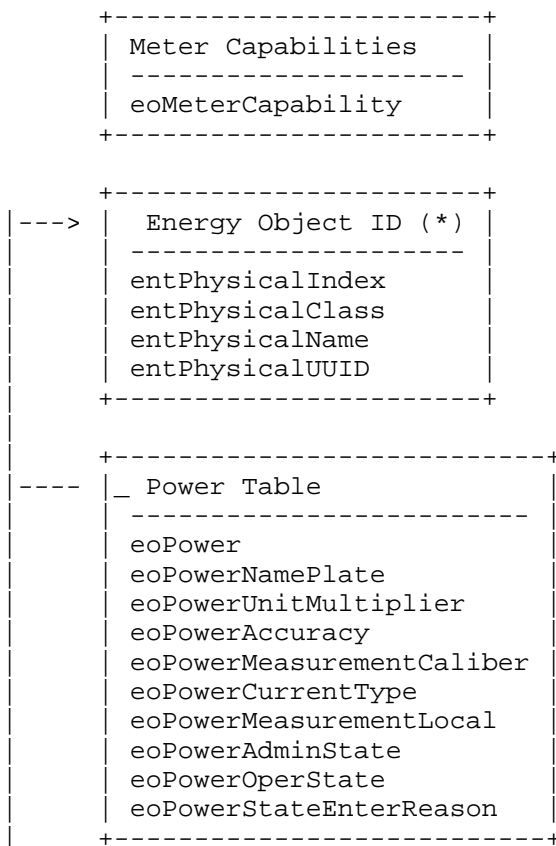 Meter Capabilities
---------------------
eoMeterCapability
---> Energy Object ID (*)
---------------------
entPhysicalIndex
entPhysicalClass
entPhysicalName
entPhysicalUUID
---- _ Power Table
-------------------------
eoPower
eoPowerNamePlate
eoPowerUnitMultiplier
eoPowerAccuracy
eoPowerMeasurementCaliber
eoPowerCurrentType
eoPowerMeasurementLocal
eoPowerAdminState
eoPowerOperState
eoPowerStateEnterReason